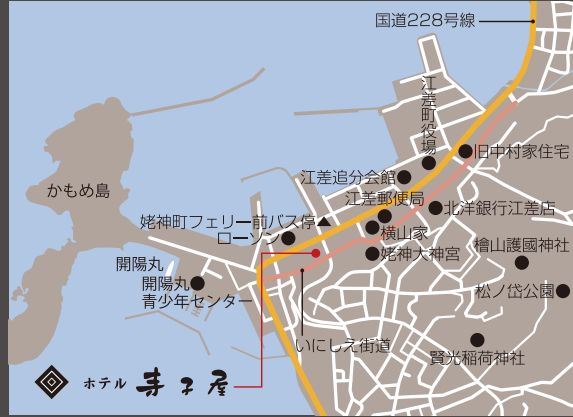 国道228号線
江差町役場
旧中村家住宅
江差追分会館
かもめ島
江差郵便局
北洋銀行江差店
姥神町フェリー前バス停
横山家
ローソン
檜山護國神社
姥神大神宮
開陽丸
開陽丸
青少年センター
松ノ岱公園
いにしえ街道
賢光稲荷神社
ホテル 寺子屋